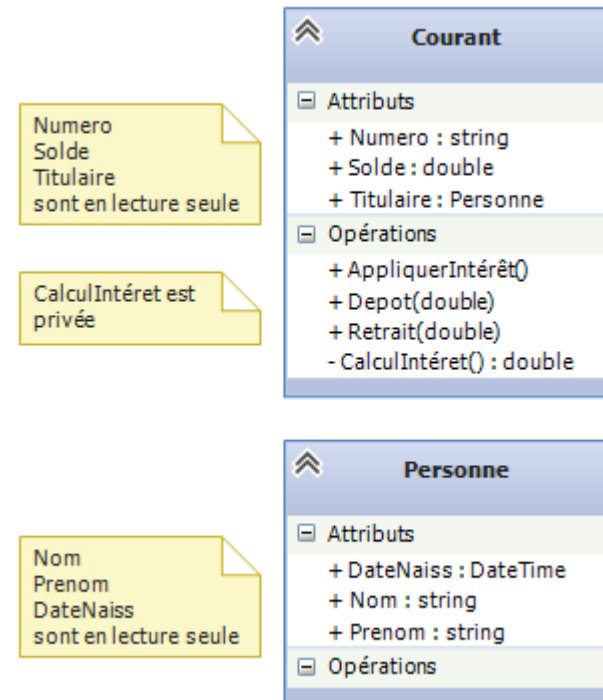 Courant
Attributs
+ Numero : string
+ Solde : double
+ Titulaire : Personne
Opérations
+ AppliquerIntérêt()
+ Depot(double)
+ Retrait(double)
- CalculIntéret() : double
Numero
Solde
Titulaire
sont en lecture seule
CalculIntéret est
privée
Personne
Attributs
+ DateNaiss : DateTime
+ Nom : string
+ Prenom : string
Opérations
Nom
Prenom
DateNaiss
sont en lecture seule